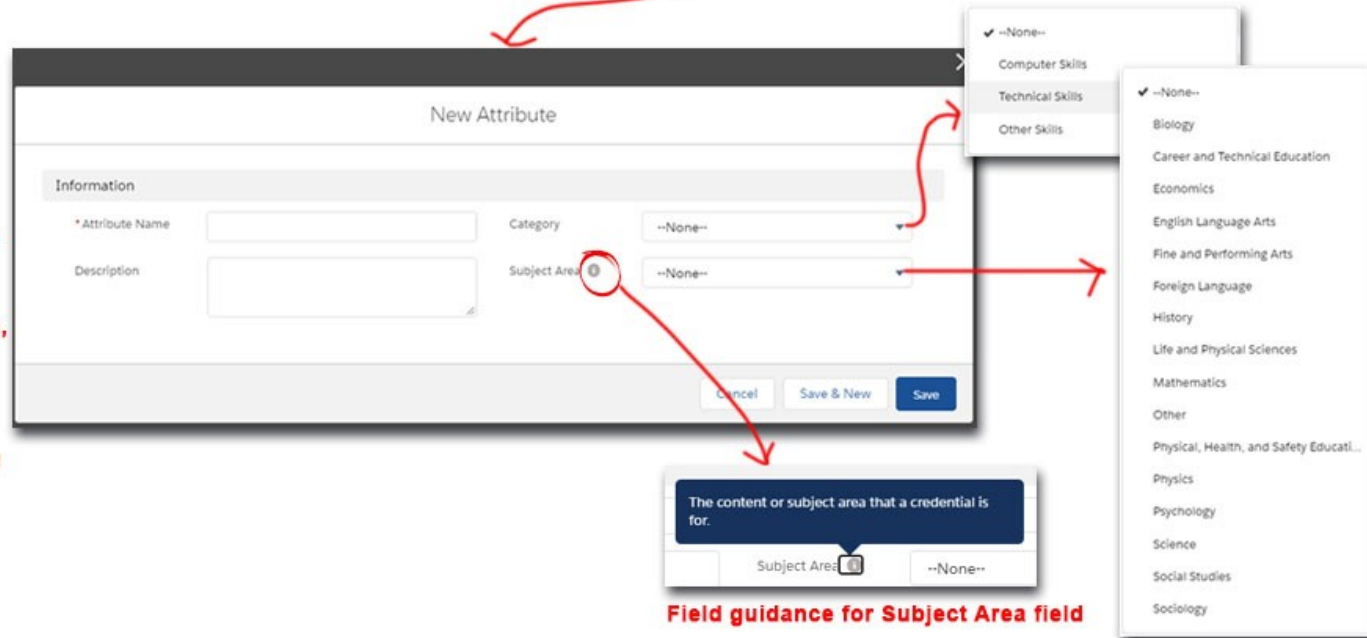 New Attribute
Information
*Attribute Name
Category
--None--
Description
Subject Area
--None--
Cancel
Save & New
Save
✔ --None--
Computer Skills
Technical Skills
Other Skills
✔ --None--
Biology
Career and Technical Education
Economics
English Language Arts
Fine and Performing Arts
Foreign Language
History
Life and Physical Sciences
Mathematics
Other
Physical, Health, and Safety Educati...
Physics
Psychology
Science
Social Studies
Sociology
The content or subject area that a credential is
for.
Subject Area
--None--
Field guidance for Subject Area field